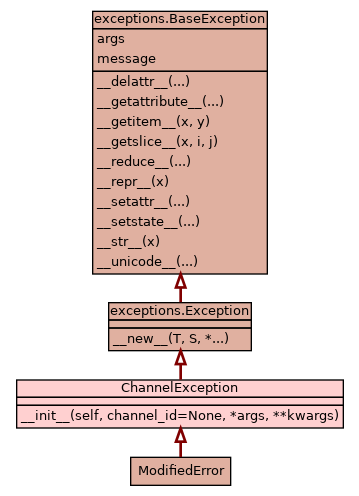 exceptions.BaseException
args
message
__delattr__(...)
__getattribute__(...)
__getitem__(x, y)
__getslice__(x, i, j)
__reduce__(...)
__repr__(x)
__setattr__(...)
__setstate__(...)
__str__(x)
__unicode__(...)
exceptions.Exception
__new__(T, S, *...)
ChannelException
__init__(self, channel_id=None, *args, **kwargs)
ModifiedError